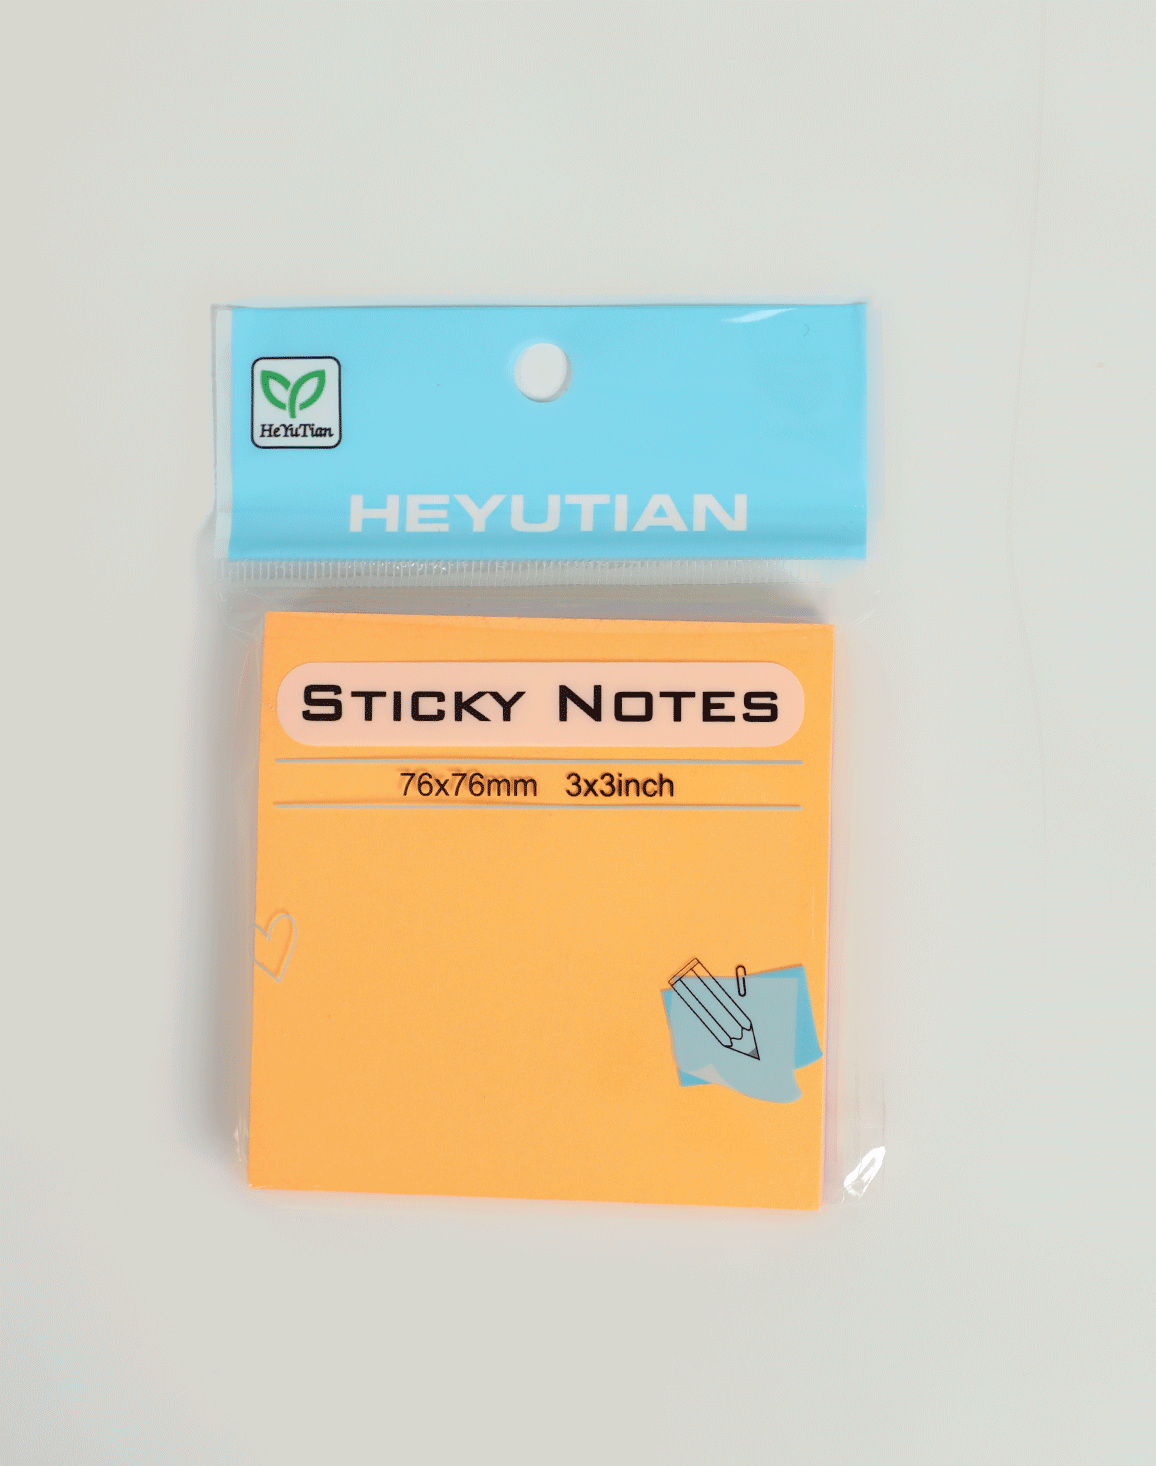 HeYuTian
HEYUTIAN
STICKY NOTES
76x76mm 3x3inch